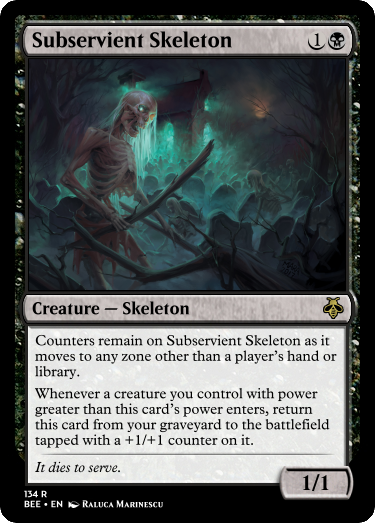 Subservient Skeleton 1
Creature — Skeleton
Counters remain on Subservient Skeleton as it
moves to any zone other than a player's hand or
library.
Whenever a creature you control with power
greater than this card's power enters, return
this card from your graveyard to the battlefield
tapped with a +1/+1 counter on it.
It dies to serve.
1/1
134 R
BEE • EN Raluca Marinescu